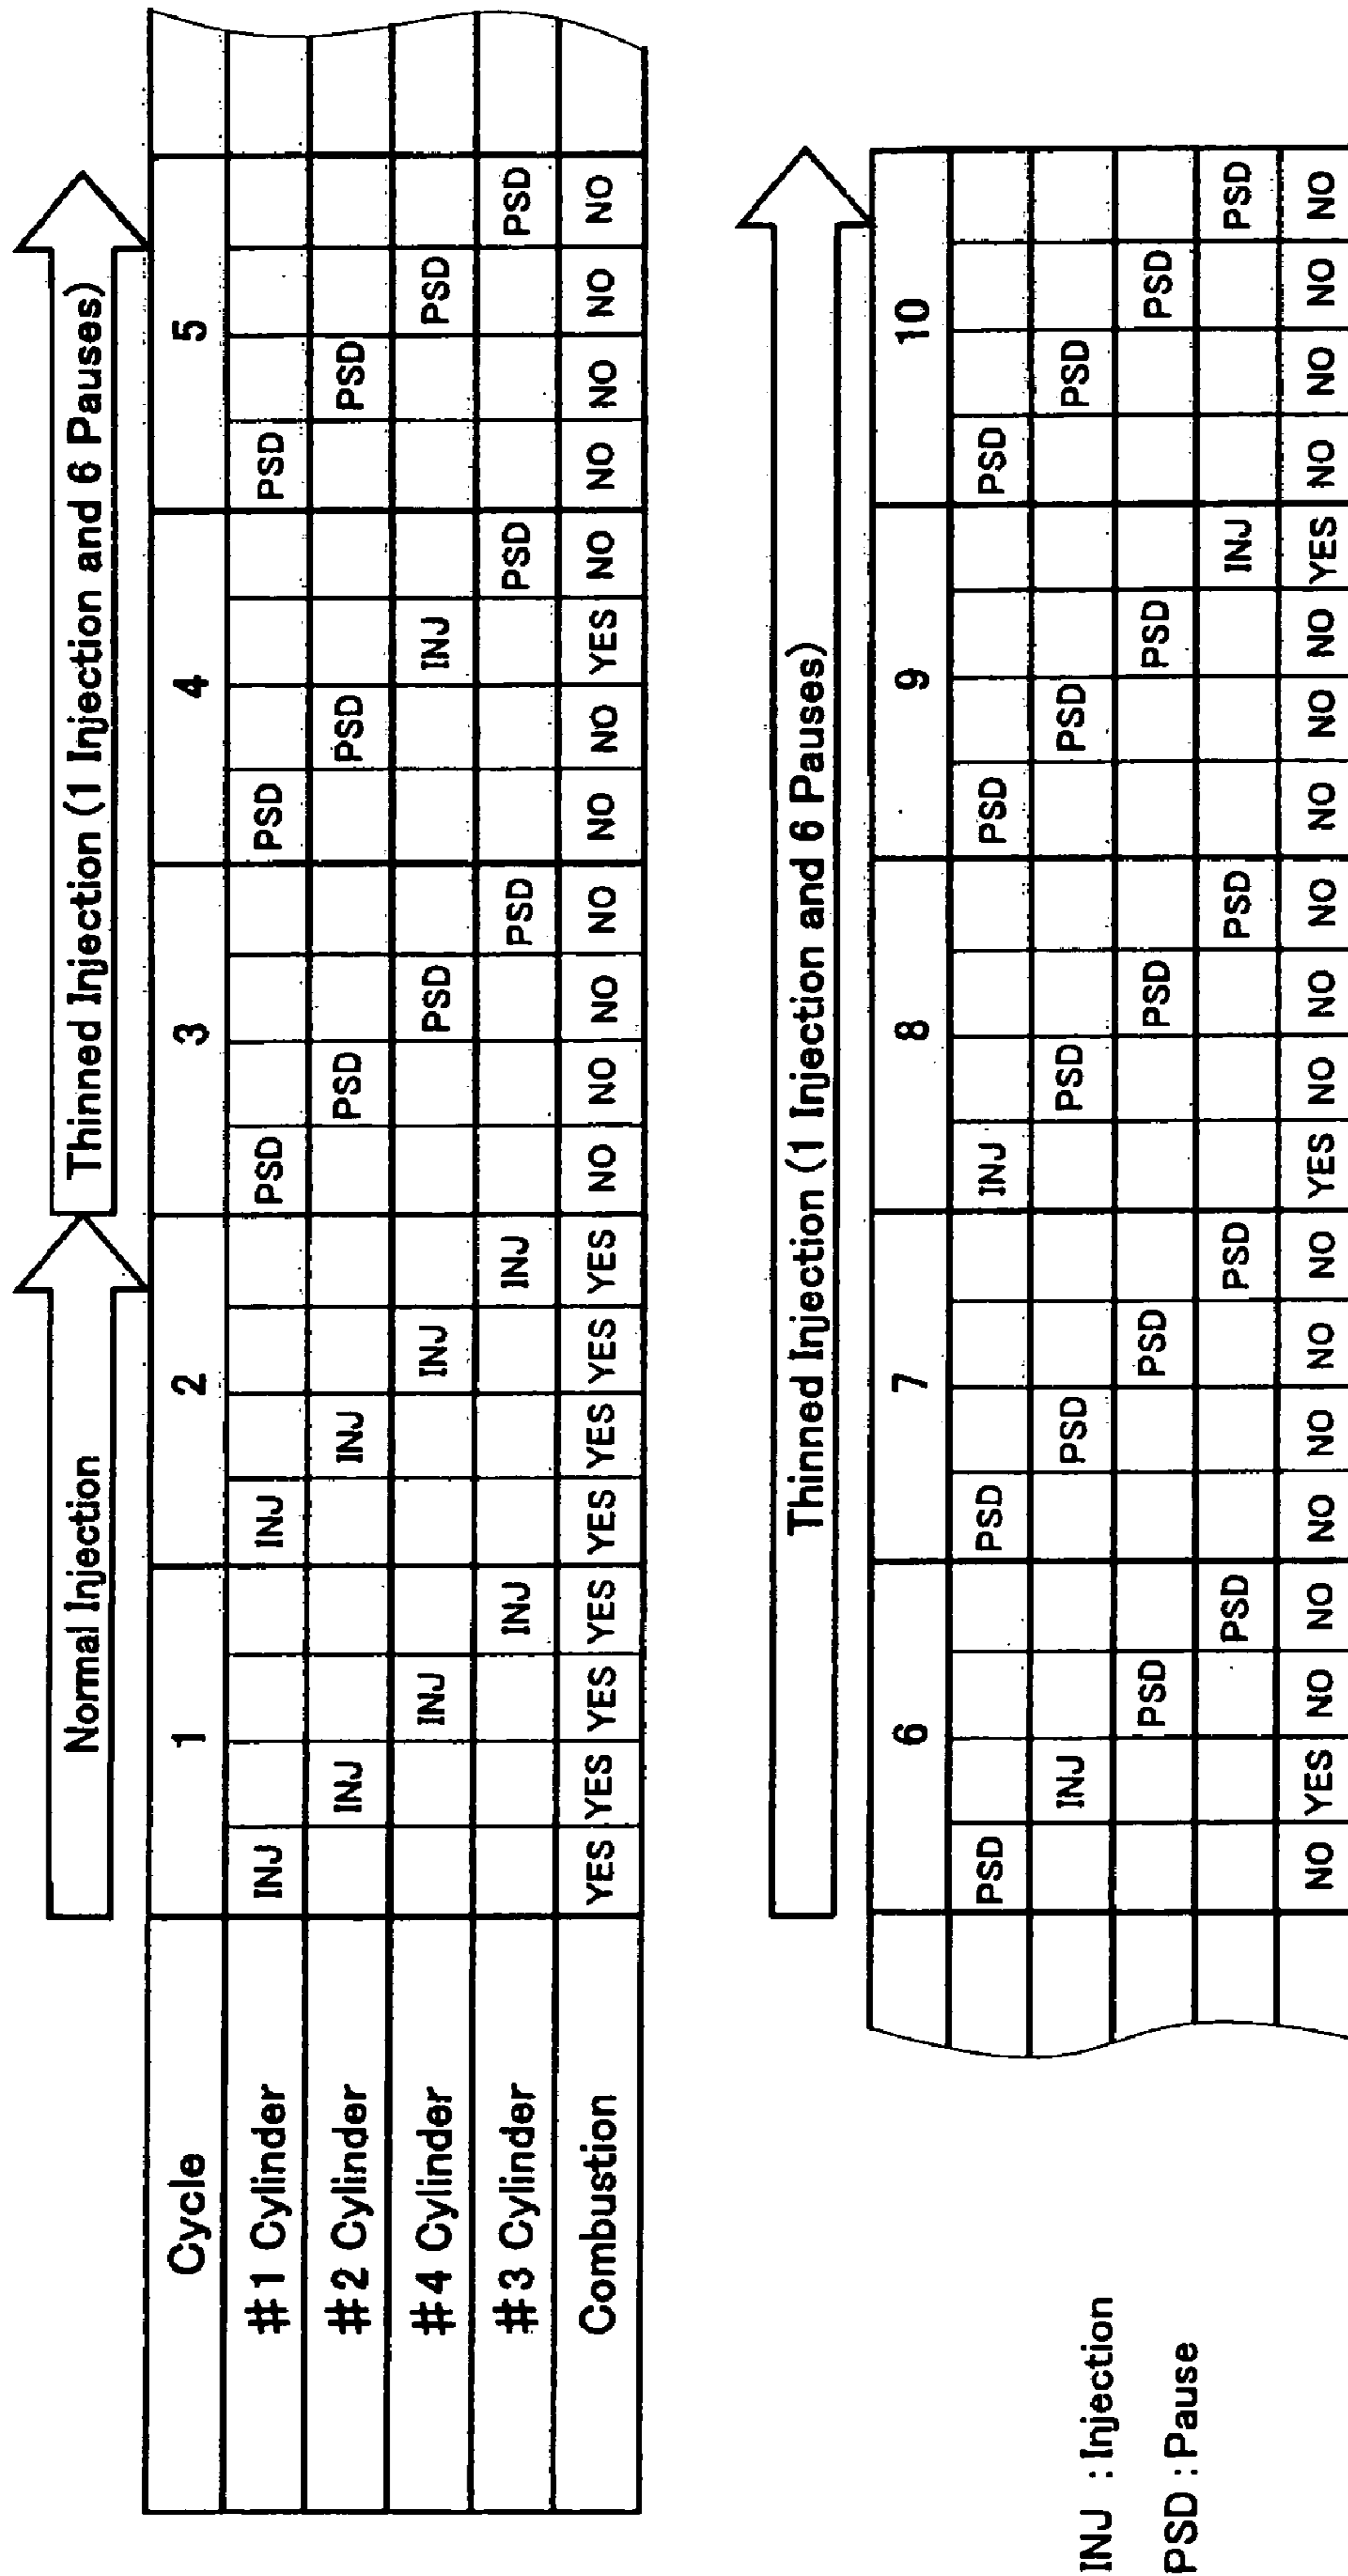 Normal Injection Thinned Injection (1 Injection and 6 Pauses)
Cycle 1 2 3 4 5
#1 Cylinder INJ INJ PSD PSD PSD
#2 Cylinder INJ INJ PSD PSD PSD
#4 Cylinder INJ INJ PSD INJ PSD
#3 Cylinder INJ INJ PSD PSD PSD
Combustion YES YES YES YES YES YES YES YES NO NO NO NO NO NO YES NO NO NO NO NO
Thinned Injection (1 Injection and 6 Pauses)
6 7 8 9 10
PSD PSD INJ PSD PSD
INJ PSD PSD PSD PSD
PSD PSD PSD PSD PSD
PSD PSD PSD INJ PSD
NO YES NO NO NO NO NO NO YES NO NO NO NO NO NO YES NO NO NO NO
INJ : Injection
PSD : Pause